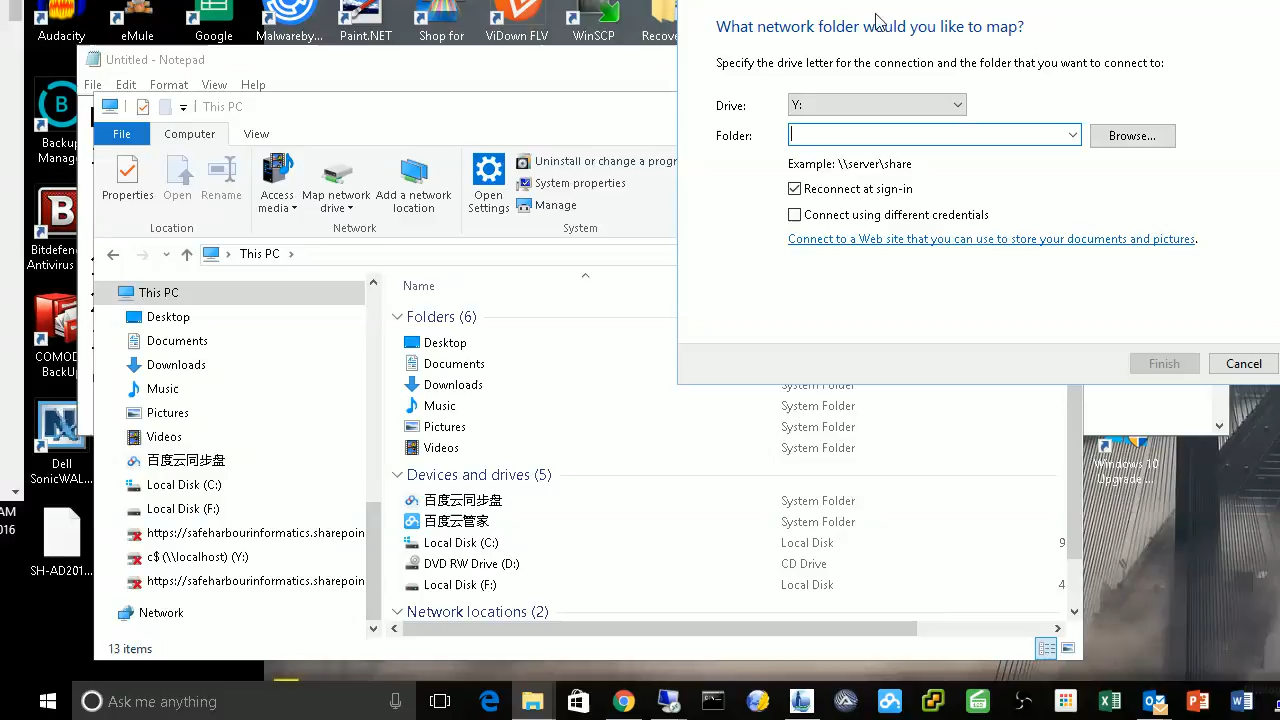 Audacity
eMule
Google
Malwareby...
Paint.NET
Shop for
ViDown FLV
WinSCP
Recove
Backup
Manage
Bitdefen
Antivirus
COMOD
BackUp
Dell
SonicWAL...
AM
2016
SH-AD201...
Untitled - Notepad
File Edit Format View Help
This PC
File Computer View
Properties
Open
Rename
Access
media
Map network
drive
Add a network
location
Open
Settings
Uninstall or change a progr
System properties
Manage
Location
Network
System
This PC
This PC
Desktop
Documents
Downloads
Music
Pictures
Videos
百度云同步盘
Local Disk (C:)
Local Disk (F:)
https://safeharbourinformatics.sharepoin
c$ (\\localhost) (Y:)
https://safeharbourinformatics.sharepoin
Network
13 items
Name
Folders (6)
Desktop
Documents
Downloads System Folder
Music System Folder
Pictures System Folder
Videos System Folder
Devices and drives (5)
百度云同步盘 System Folder
百度云管家 System Folder
Local Disk (C:) Local Disk 9
DVD RW Drive (D:) CD Drive
Local Disk (F:) Local Disk 4
Network locations (2)
What network folder would you like to map?
Specify the drive letter for the connection and the folder that you want to connect to:
Drive: Y:
Folder: Browse...
Example: \\server\share
Reconnect at sign-in
Connect using different credentials
Connect to a Web site that you can use to store your documents and pictures.
Finish Cancel
Windows 10
Upgrade ...
Ask me anything